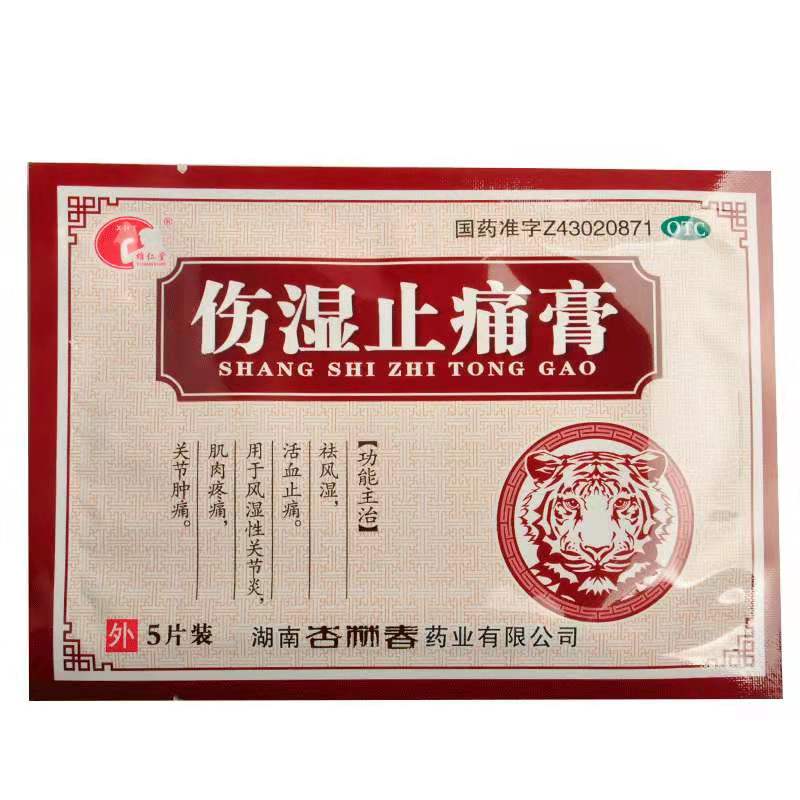 维仁堂
®
国药准字Z43020871
OTC
伤湿止痛膏
SHANG SHI ZHI TONG GAO
【功能主治】
祛风湿，
活血止痛。
用于风湿性关节炎，
肌肉疼痛，
关节肿痛。
外
5片装
湖南杏林春药业有限公司